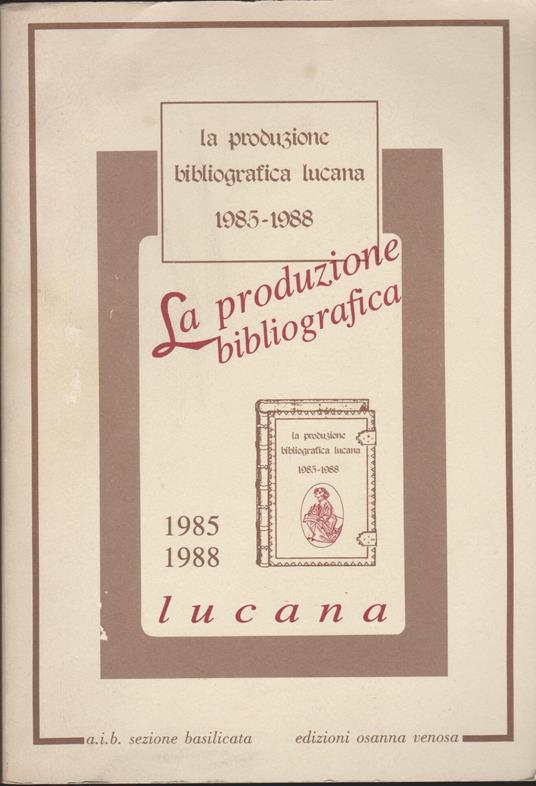 la produzione
bibliografica lucana
1985-1988
La produzione
bibliografica
la produzione
bibliografica lucana
1985-1988
1985
1988
lucana
a.i.b. sezione basilicata
edizioni osanna venosa